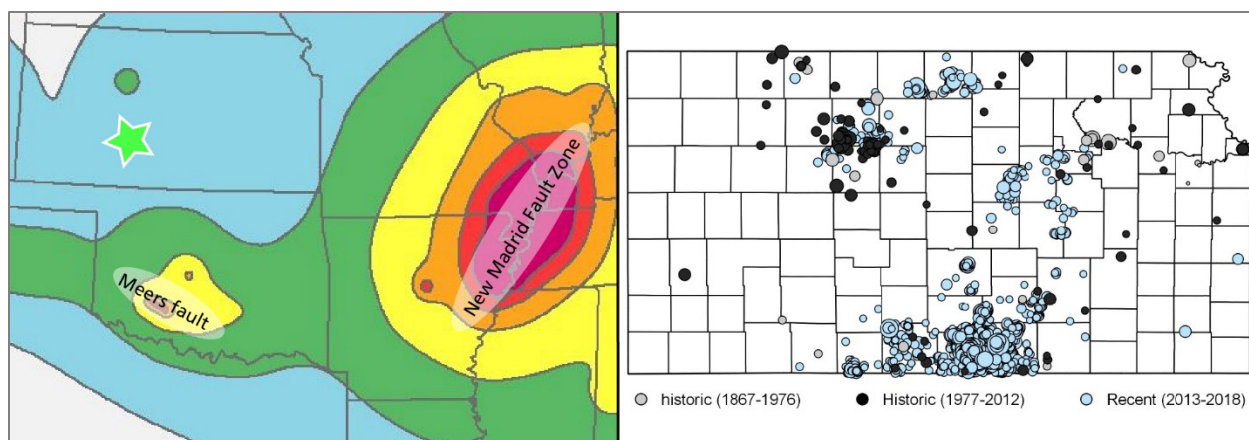 Meers fault
New Madrid Fault Zone
historic (1867-1976)
Historic (1977-2012)
Recent (2013-2018)